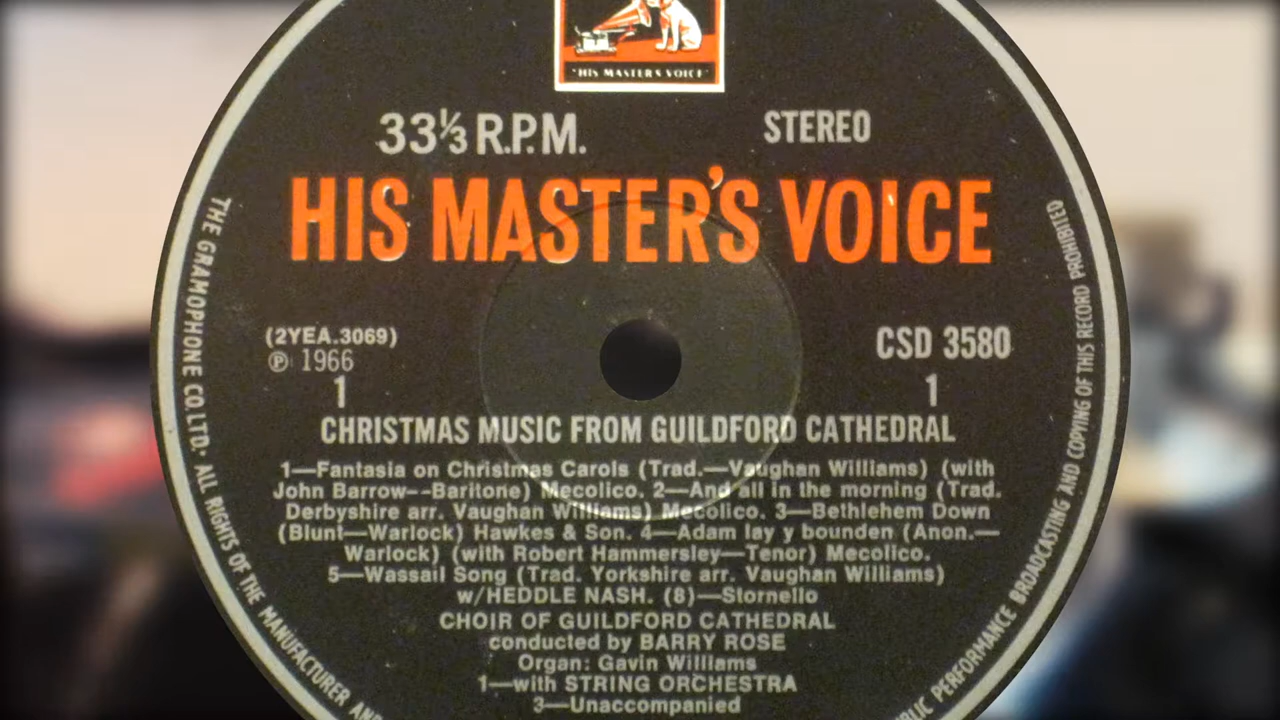 "HIS MASTER'S VOICE"
33⅓ R.P.M. STEREO
HIS MASTER'S VOICE
(2YEA.3069)
℗ 1966
CSD 3580
1 1
CHRISTMAS MUSIC FROM GUILDFORD CATHEDRAL
1—Fantasia on Christmas Carols (Trad.—Vaughan Williams) (with
John Barrow--Baritone) Mecolico. 2—And all in the morning (Trad.
Derbyshire arr. Vaughan Williams) Mecolico. 3—Bethlehem Down
(Blunt—Warlock) Hawkes & Son. 4—Adam lay y bounden (Anon.—
Warlock) (with Robert Hammersley—Tenor) Mecolico.
5—Wassail Song (Trad. Yorkshire arr. Vaughan Williams)
w/HEDDLE NASH. (8)—Stornello
CHOIR OF GUILDFORD CATHEDRAL
conducted by BARRY ROSE
Organ: Gavin Williams
1—with STRING ORCHESTRA
3—Unaccompanied
THE GRAMOPHONE CO. LTD. ALL RIGHTS OF THE MANUFACTURER AND
PERFORMANCE BROADCASTING AND COPYING OF THIS RECORD PROHIBITED